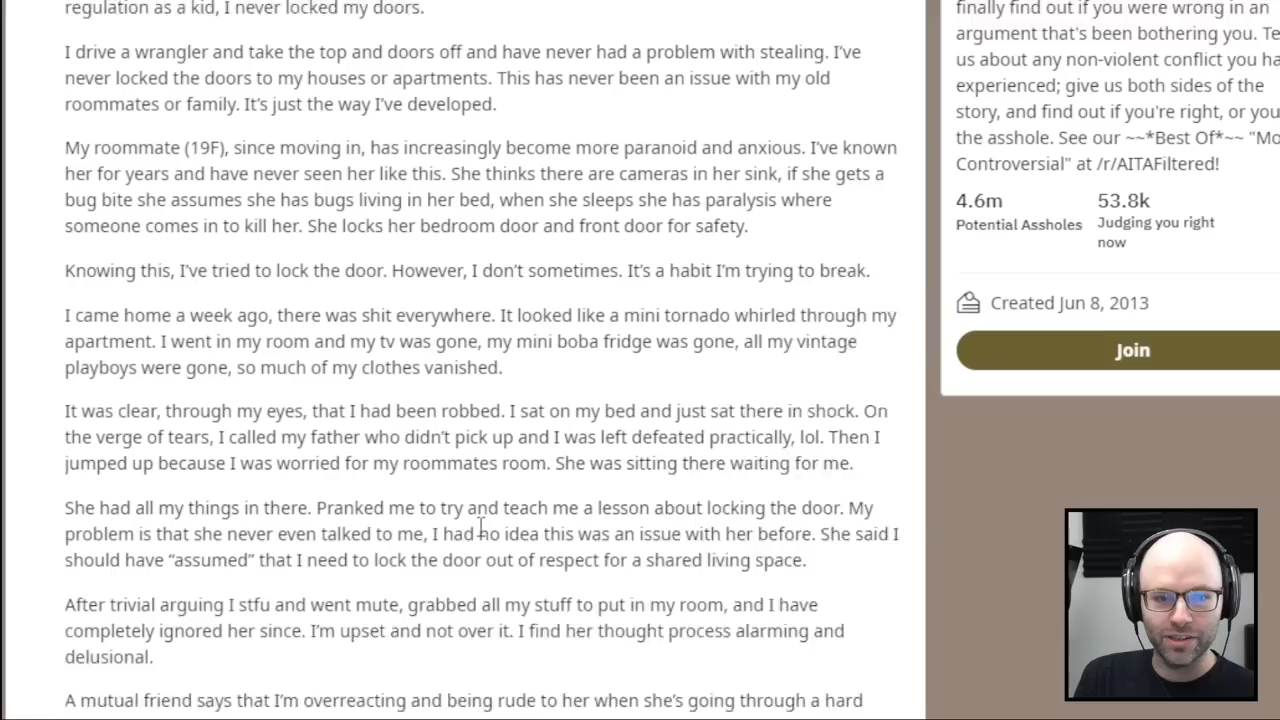 regulation as a kid, I never locked my doors.
I drive a wrangler and take the top and doors off and have never had a problem with stealing. I’ve
never locked the doors to my houses or apartments. This has never been an issue with my old
roommates or family. It’s just the way I’ve developed.
My roommate (19F), since moving in, has increasingly become more paranoid and anxious. I’ve known
her for years and have never seen her like this. She thinks there are cameras in her sink, if she gets a
bug bite she assumes she has bugs living in her bed, when she sleeps she has paralysis where
someone comes in to kill her. She locks her bedroom door and front door for safety.
Knowing this, I’ve tried to lock the door. However, I don’t sometimes. It’s a habit I’m trying to break.
I came home a week ago, there was shit everywhere. It looked like a mini tornado whirled through my
apartment. I went in my room and my tv was gone, my mini boba fridge was gone, all my vintage
playboys were gone, so much of my clothes vanished.
It was clear, through my eyes, that I had been robbed. I sat on my bed and just sat there in shock. On
the verge of tears, I called my father who didn’t pick up and I was left defeated practically, lol. Then I
jumped up because I was worried for my roommates room. She was sitting there waiting for me.
She had all my things in there. Pranked me to try and teach me a lesson about locking the door. My
problem is that she never even talked to me, I had no idea this was an issue with her before. She said I
should have “assumed” that I need to lock the door out of respect for a shared living space.
After trivial arguing I stfu and went mute, grabbed all my stuff to put in my room, and I have
completely ignored her since. I’m upset and not over it. I find her thought process alarming and
delusional.
A mutual friend says that I’m overreacting and being rude to her when she’s going through a hard
finally find out if you were wrong in an
argument that's been bothering you. Te
us about any non-violent conflict you ha
experienced; give us both sides of the
story, and find out if you're right, or you
the asshole. See our ~~*Best Of*~~ "Mo
Controversial" at /r/AITAFiltered!
4.6m 53.8k
Potential Assholes Judging you right
now
Created Jun 8, 2013
Join